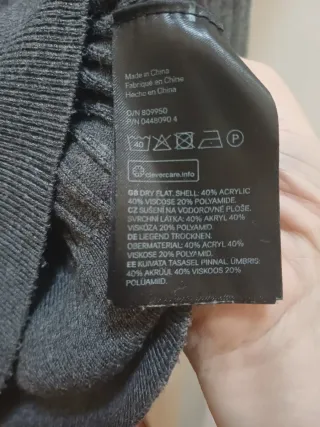 Made in China
Fabriqué en Chine
Hecho en China
O/N 809950
P/N 0448090.4
40 P
clevercare.info
GB DRY FLAT. SHELL: 40% ACRYLIC
40% VISCOSE 20% POLYAMIDE.
CZ SUŠENÍ NA VODOROVNÉ PLOŠE.
SVRCHNÍ LÁTKA: 40% AKRYL 40%
VISKÓZA 20% POLYAMID.
DE LIEGEND TROCKNEN.
OBERMATERIAL: 40% ACRYL 40%
VISKOSE 20% POLYAMID.
EE KUIVATA TASASEL PINNAL. ÜMBRIS:
40% AKRÜÜL 40% VISKOOS 20%
POLÜAMIID.